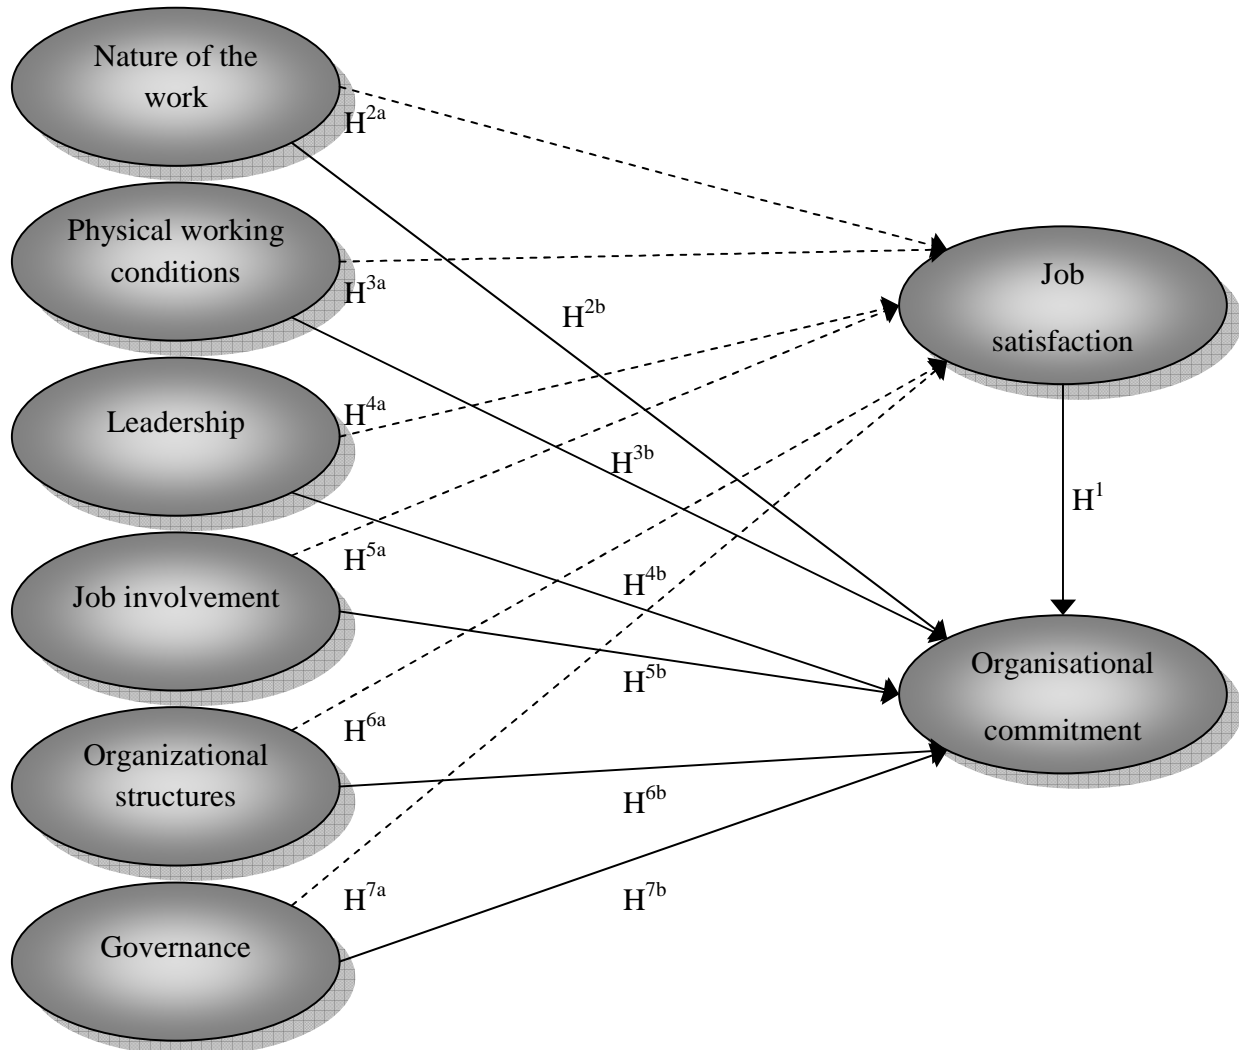 Nature of the
work
H2a
Physical working
conditions
H3a
H2b
Job
satisfaction
Leadership
H4a
H3b
H1
Job involvement
H5a
H4b
H5b
Organisational
commitment
Organizational
structures
H6a
H6b
Governance
H7a
H7b